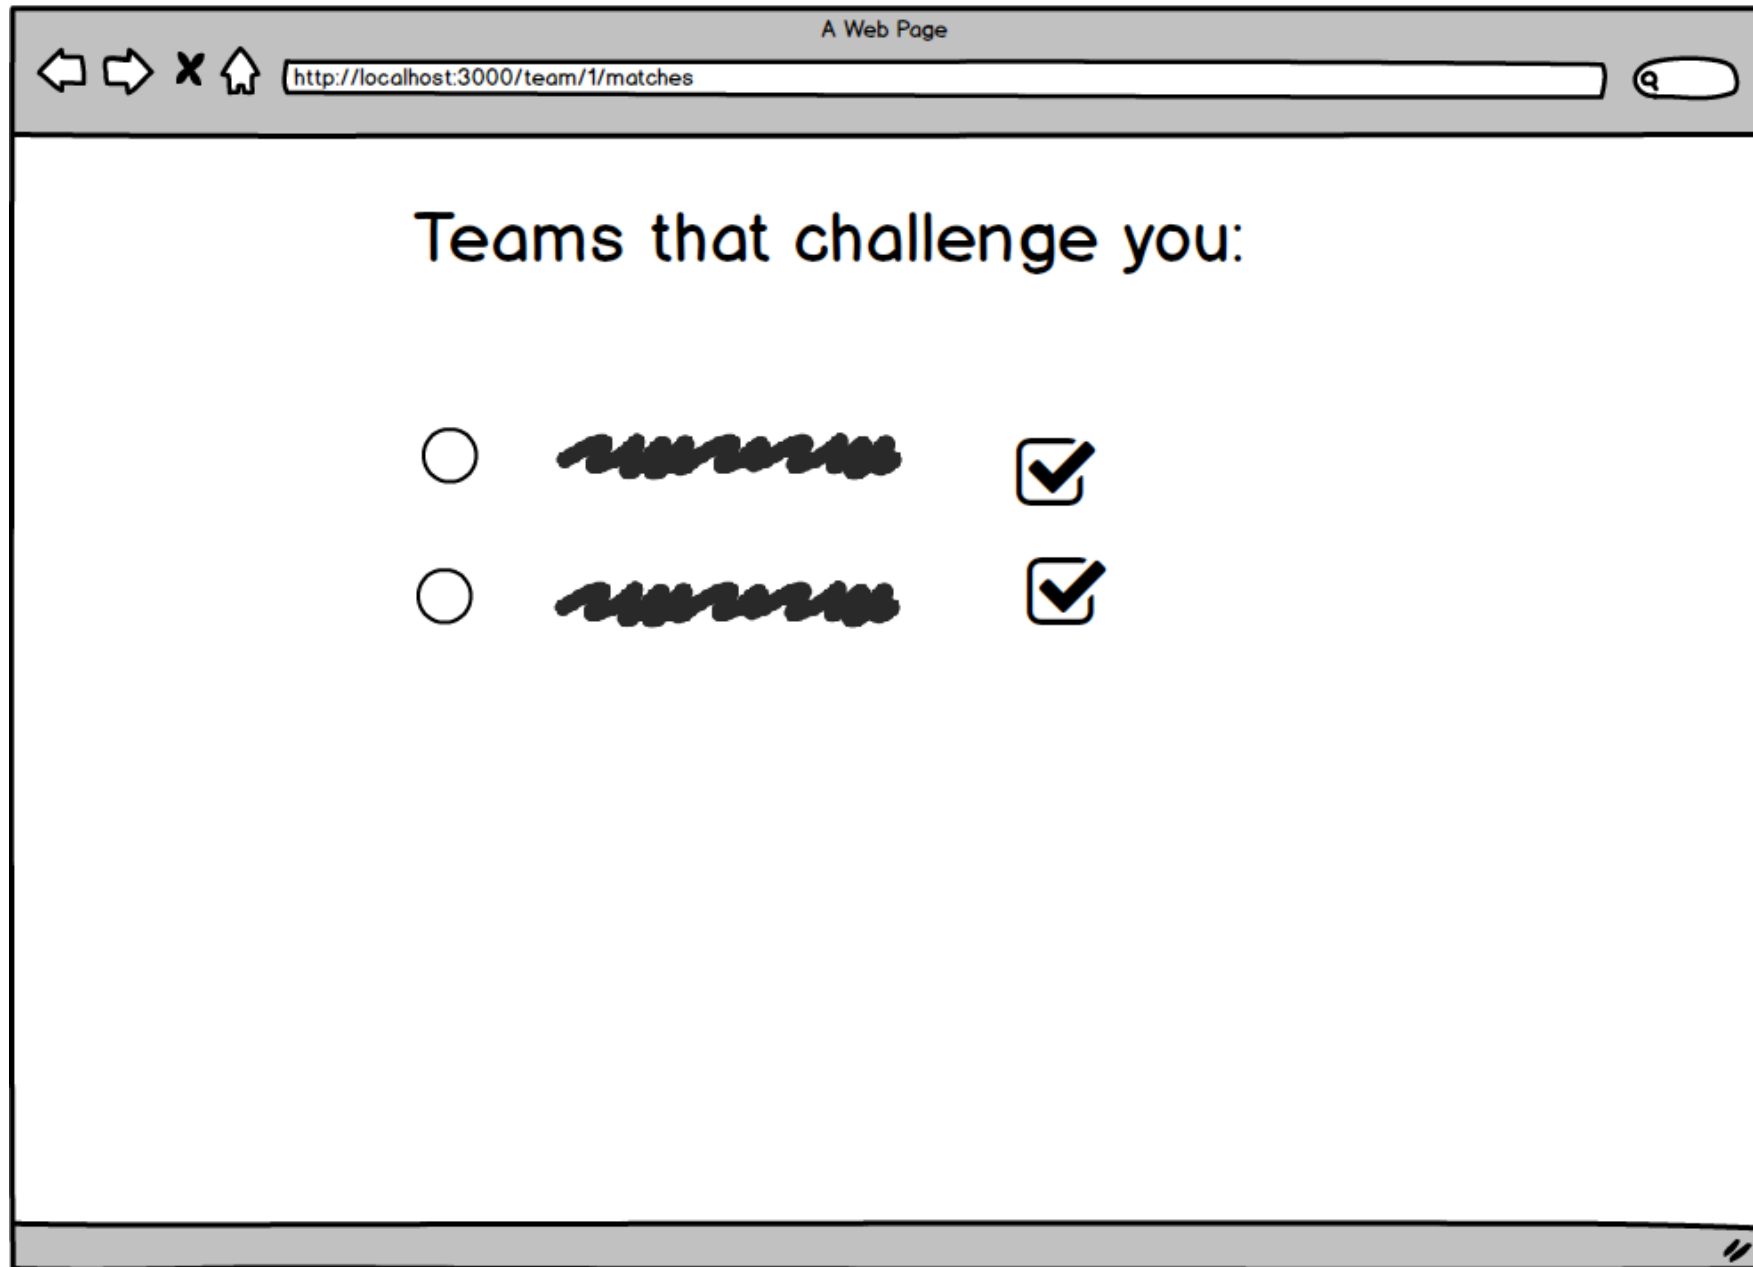 A Web Page
http://localhost:3000/team/1/matches
Teams that challenge you: